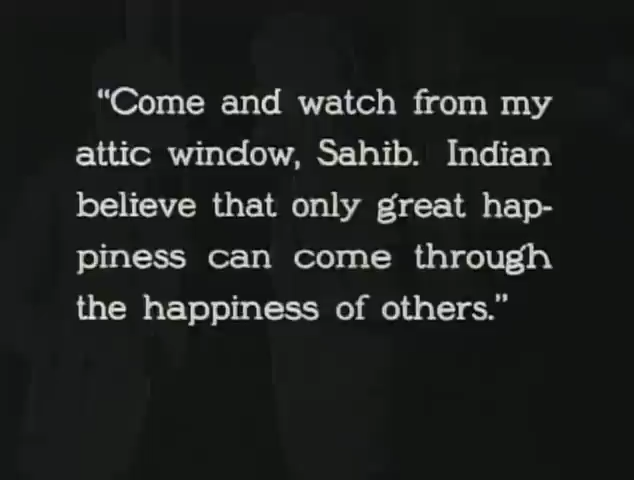 “Come and watch from my
attic window, Sahib. Indian
believe that only great hap-
piness can come through
the happiness of others.”